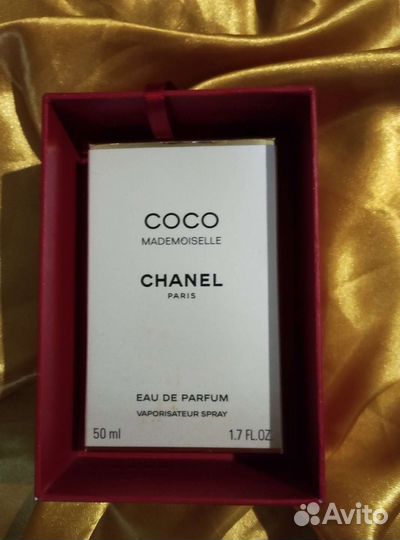 COCO
MADEMOISELLE
CHANEL
PARIS
EAU DE PARFUM
VAPORISATEUR SPRAY
50 ml 1.7 FL.OZ.
Avito